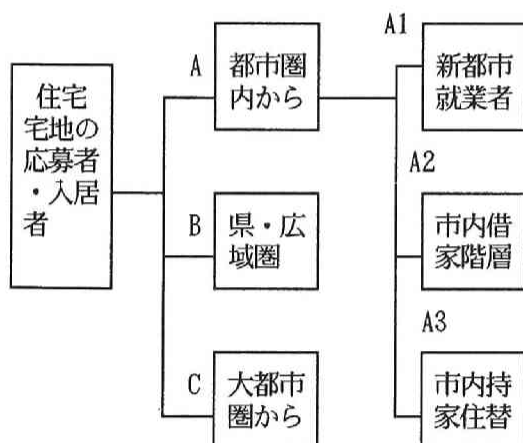 住宅
宅地の
応募者
・入居
者
A
都市圏
内から
B
県・広
域圏
C
大都市
圏から
A1
新都市
就業者
A2
市内借
家階層
A3
市内持
家住替